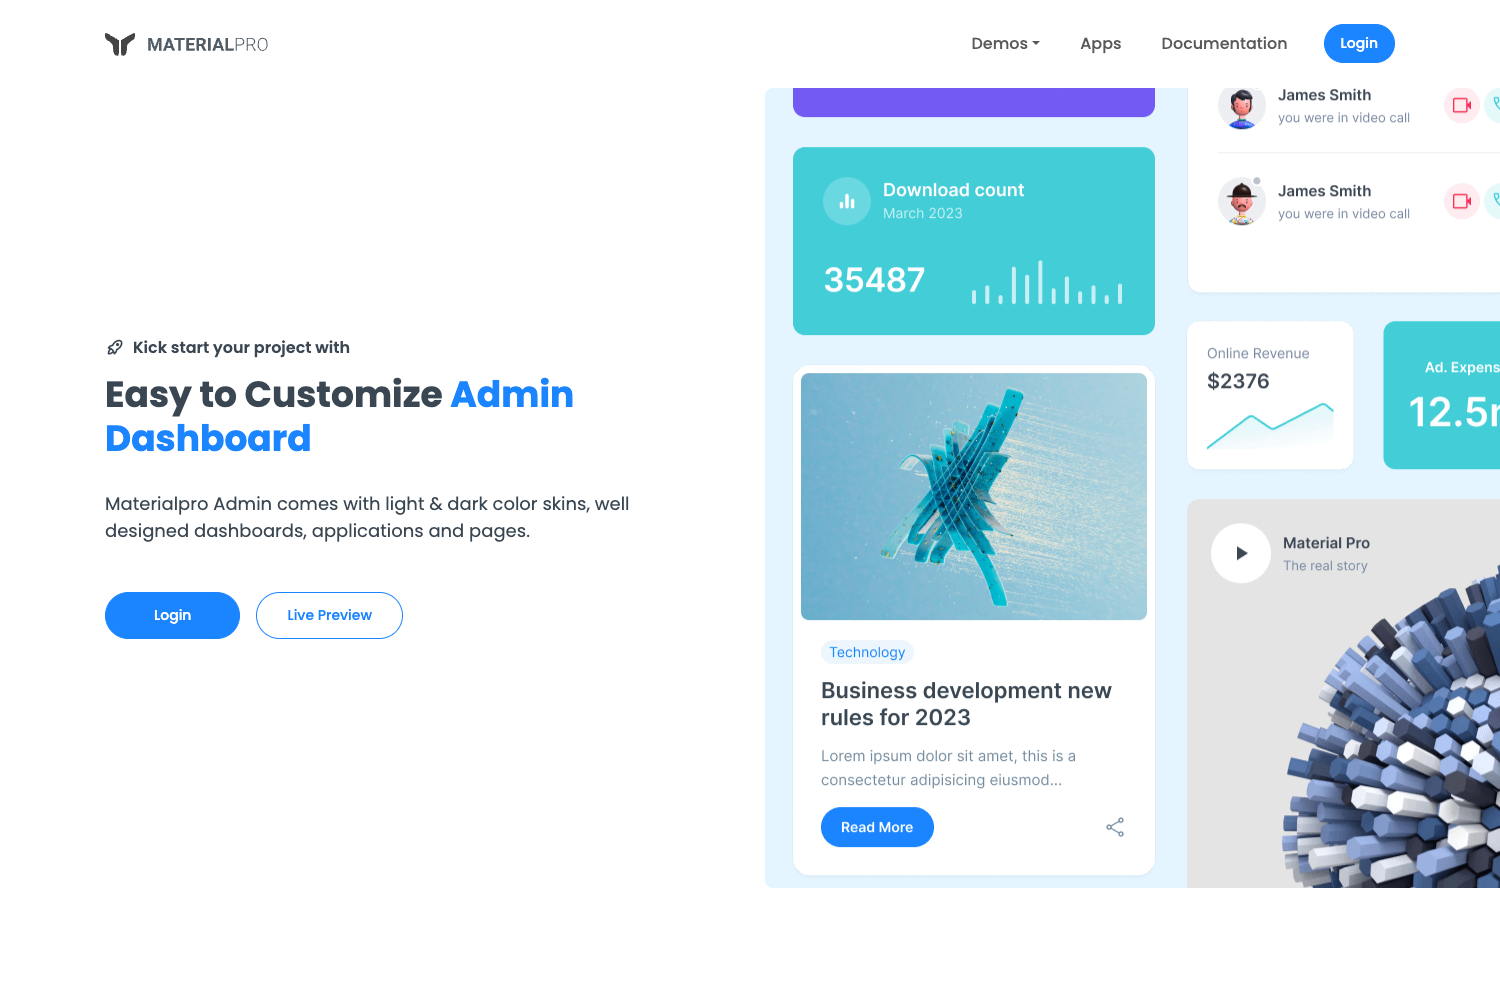 MATERIALPRO
Demos
Apps
Documentation
Login
Kick start your project with
Easy to Customize Admin
Dashboard
Materialpro Admin comes with light & dark color skins, well
designed dashboards, applications and pages.
Login
Live Preview
Download count
March 2023
35487
Technology
Business development new
rules for 2023
Lorem ipsum dolor sit amet, this is a
consectetur adipisicing eiusmod...
Read More
James Smith
you were in video call
James Smith
you were in video call
Online Revenue
$2376
Ad. Expens
12.5
Material Pro
The real story